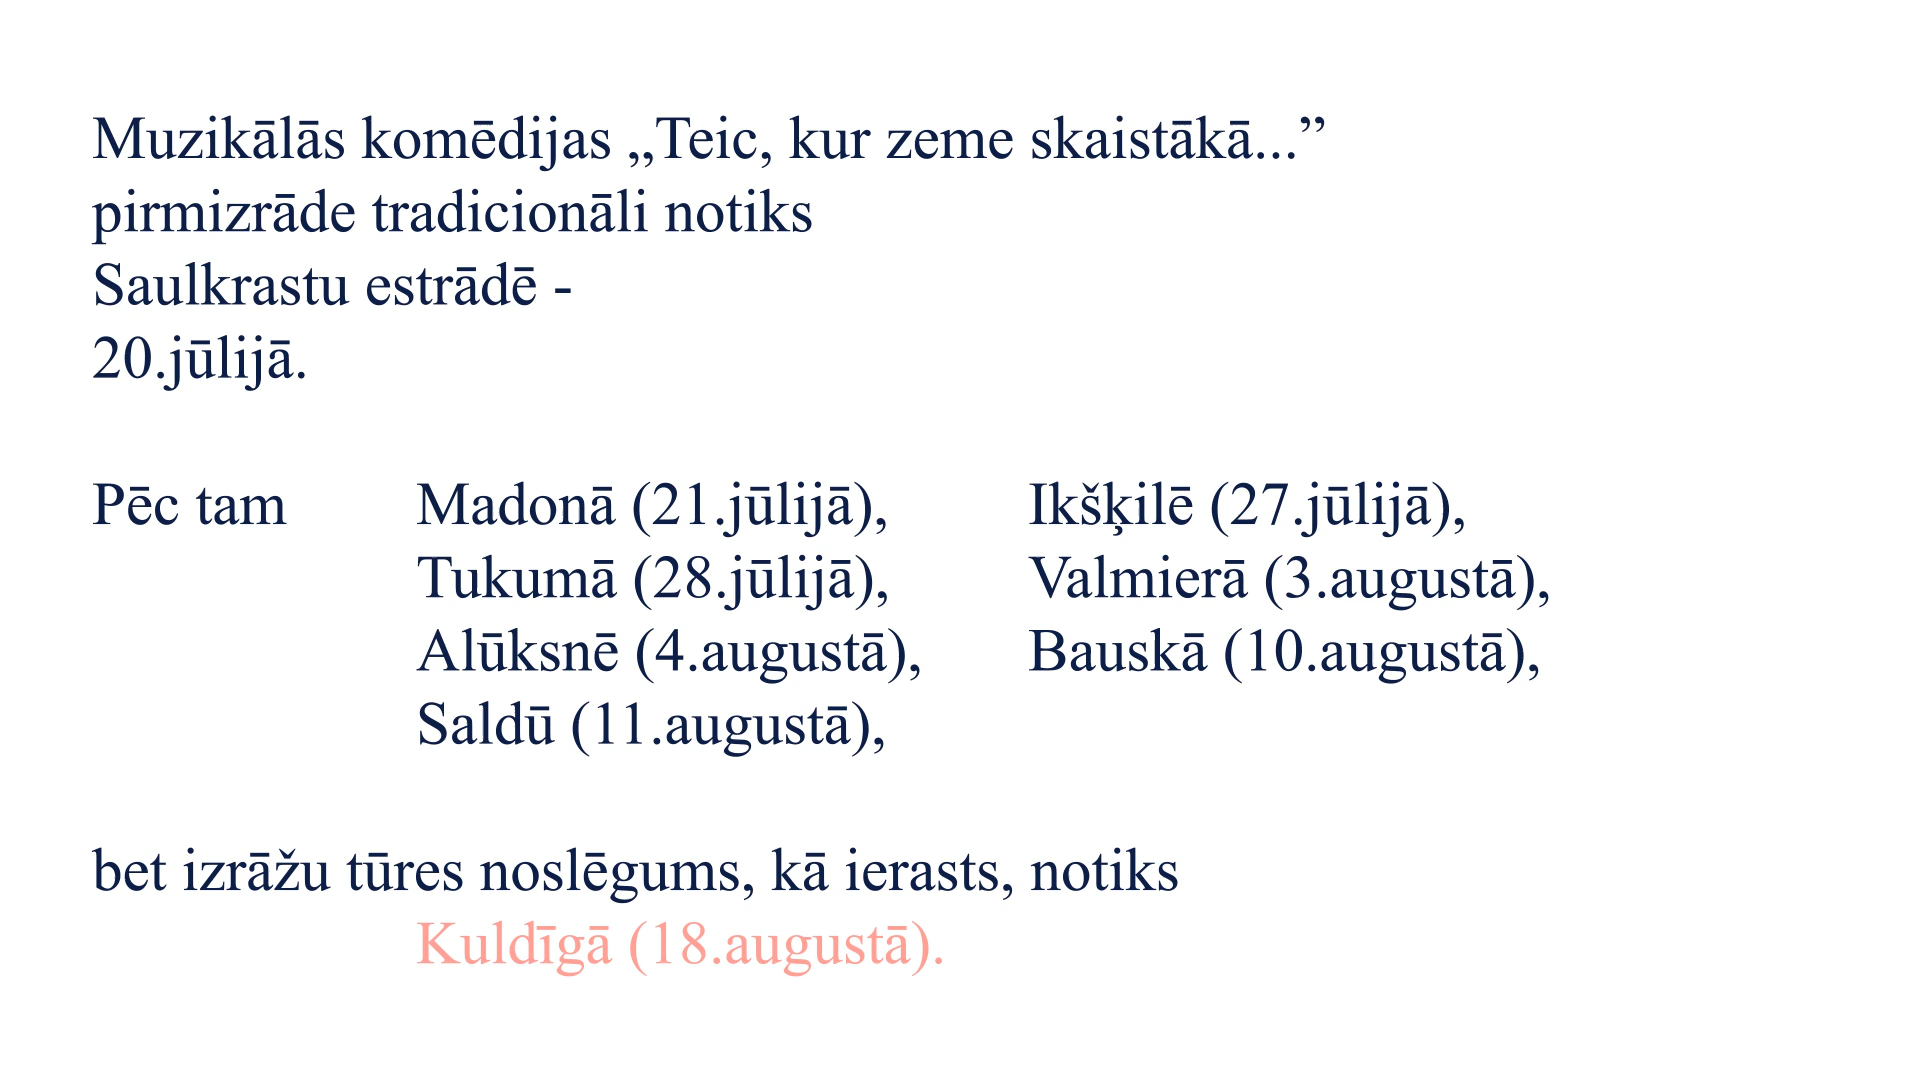 Muzikālās komēdijas „Teic, kur zeme skaistākā...”
pirmizrāde tradicionāli notiks
Saulkrastu estrādē -
20.jūlijā.
Pēc tam Madonā (21.jūlijā), Ikšķilē (27.jūlijā),
Tukumā (28.jūlijā), Valmierā (3.augustā),
Alūksnē (4.augustā), Bauskā (10.augustā),
Saldū (11.augustā),
bet izrāžu tūres noslēgums, kā ierasts, notiks
Kuldīgā (18.augustā).